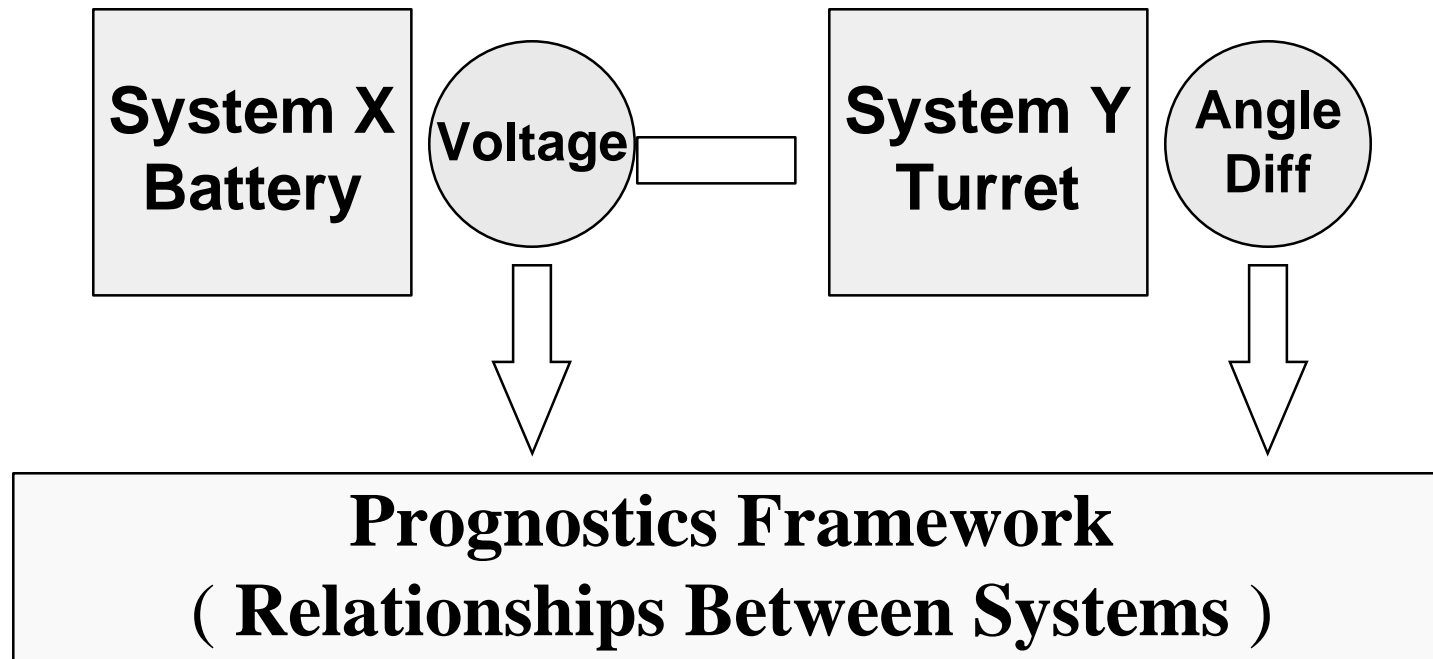 System X
Battery
Voltage
System Y
Turret
Angle
Diff
Prognostics Framework
( Relationships Between Systems )